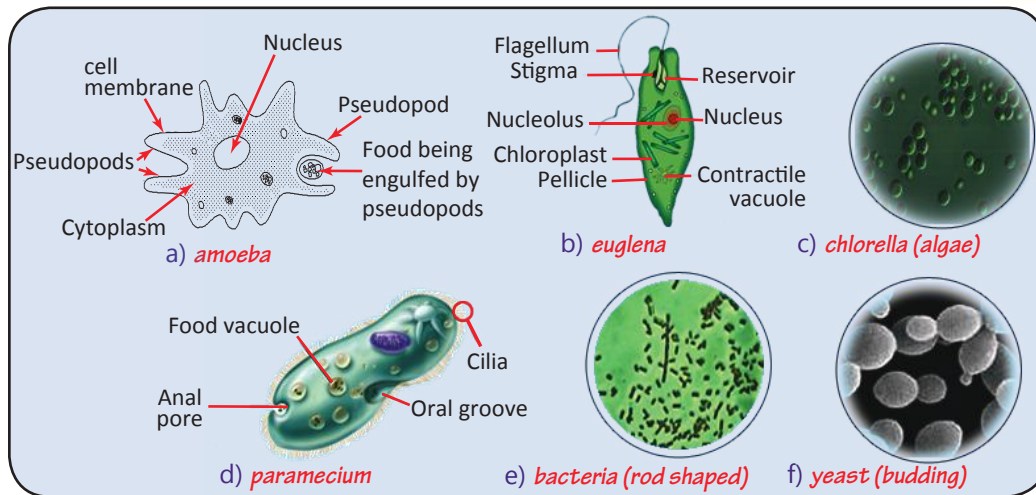 Nucleus
cell
membrane
Pseudopod
Pseudopods
Food being
engulfed by
pseudopods
Cytoplasm
a) amoeba
Flagellum
Stigma
Reservoir
Nucleolus
Nucleus
Chloroplast
Pellicle
Contractile
vacuole
b) euglena
c) chlorella (algae)
Food vacuole
Cilia
Anal
pore
Oral groove
d) paramecium
e) bacteria (rod shaped)
f) yeast (budding)